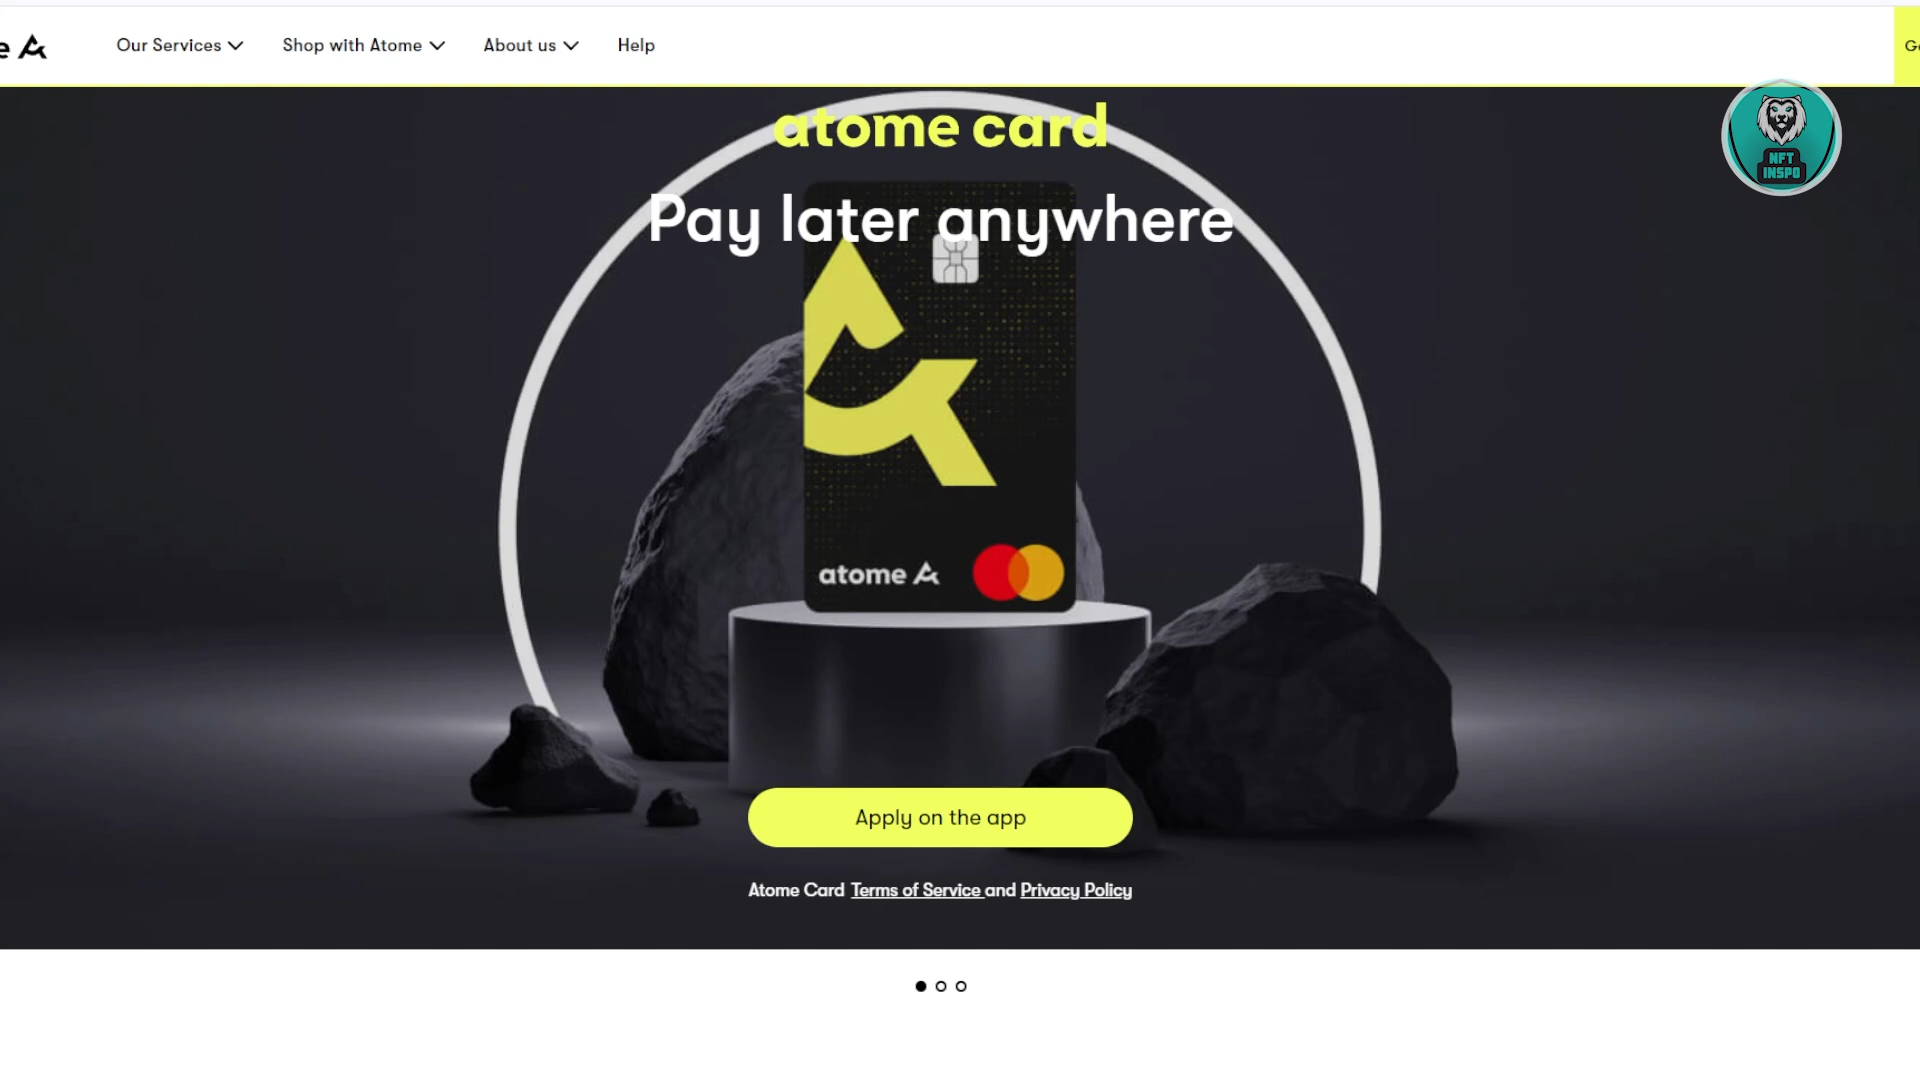 Our Services
Shop with Atome
About us
Help
NFT
INSPO
atome card
Pay later anywhere
atome
Apply on the app
Atome Card Terms of Service and Privacy Policy